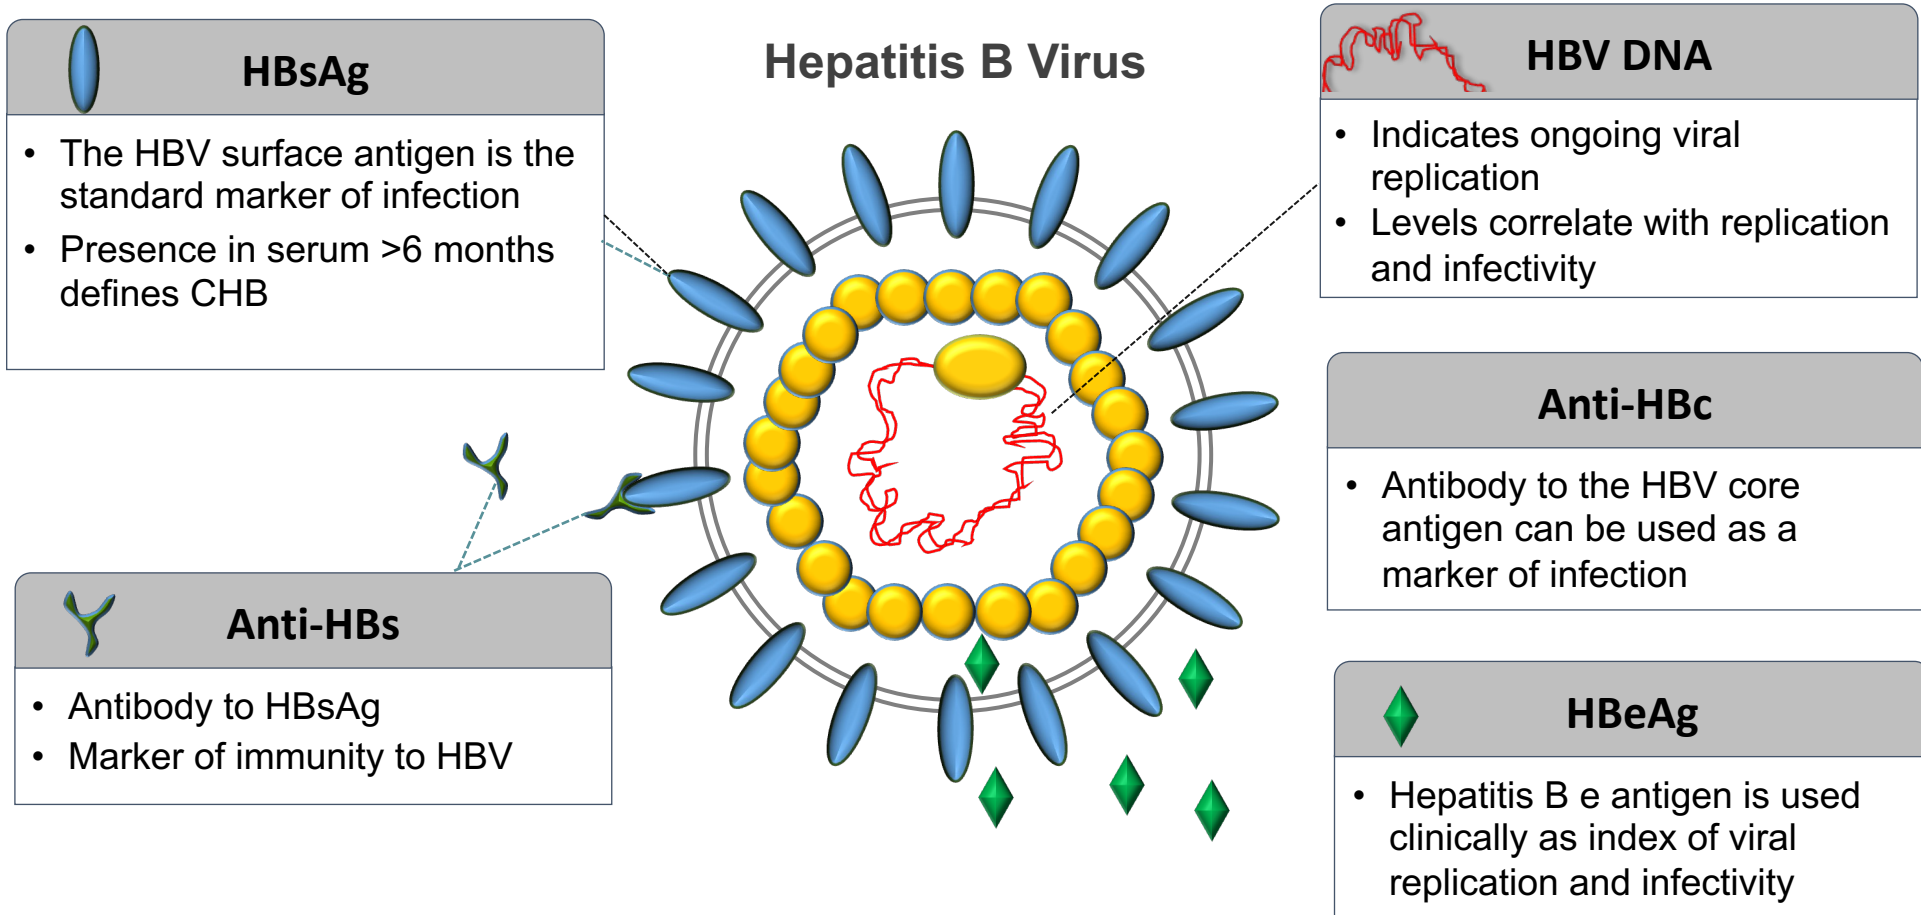 Hepatitis B Virus
HBsAg
• The HBV surface antigen is the
standard marker of infection
• Presence in serum >6 months
defines CHB
Anti-HBs
• Antibody to HBsAg
• Marker of immunity to HBV
HBV DNA
• Indicates ongoing viral
replication
• Levels correlate with replication
and infectivity
Anti-HBc
• Antibody to the HBV core
antigen can be used as a
marker of infection
HBeAg
• Hepatitis B e antigen is used
clinically as index of viral
replication and infectivity